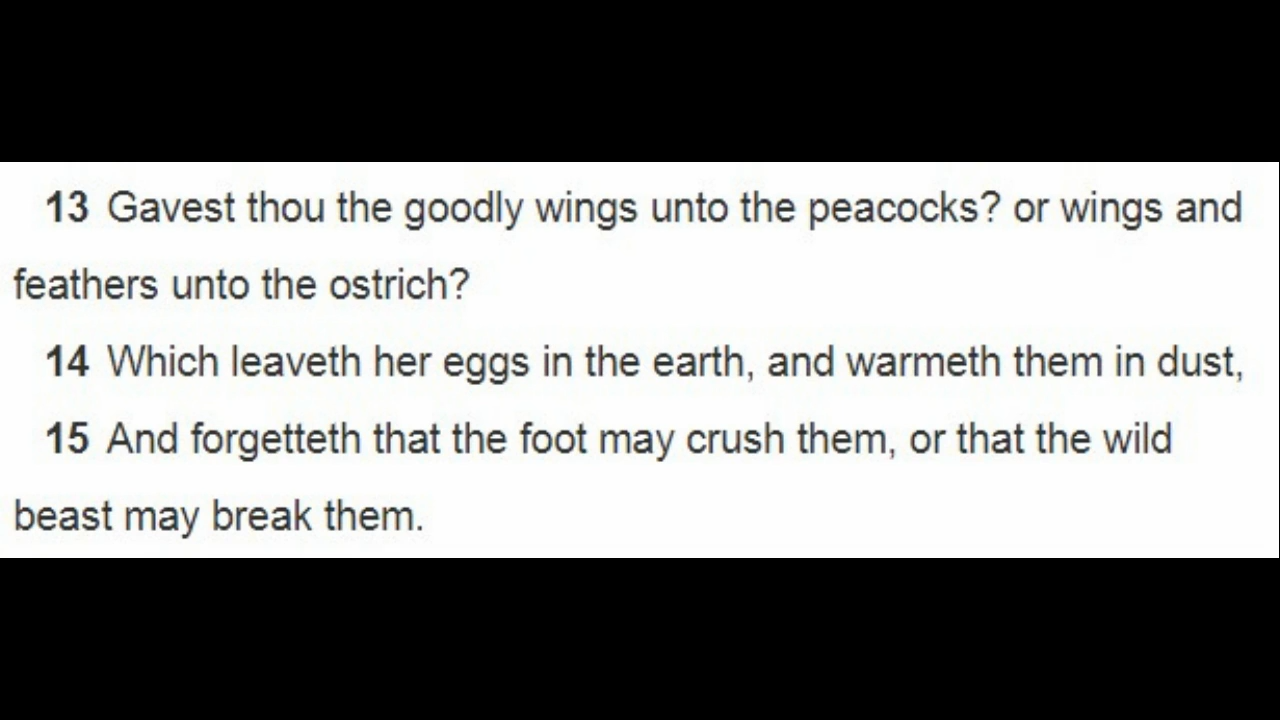 13 Gavest thou the goodly wings unto the peacocks? or wings and
feathers unto the ostrich?
14 Which leaveth her eggs in the earth, and warmeth them in dust,
15 And forgetteth that the foot may crush them, or that the wild
beast may break them.